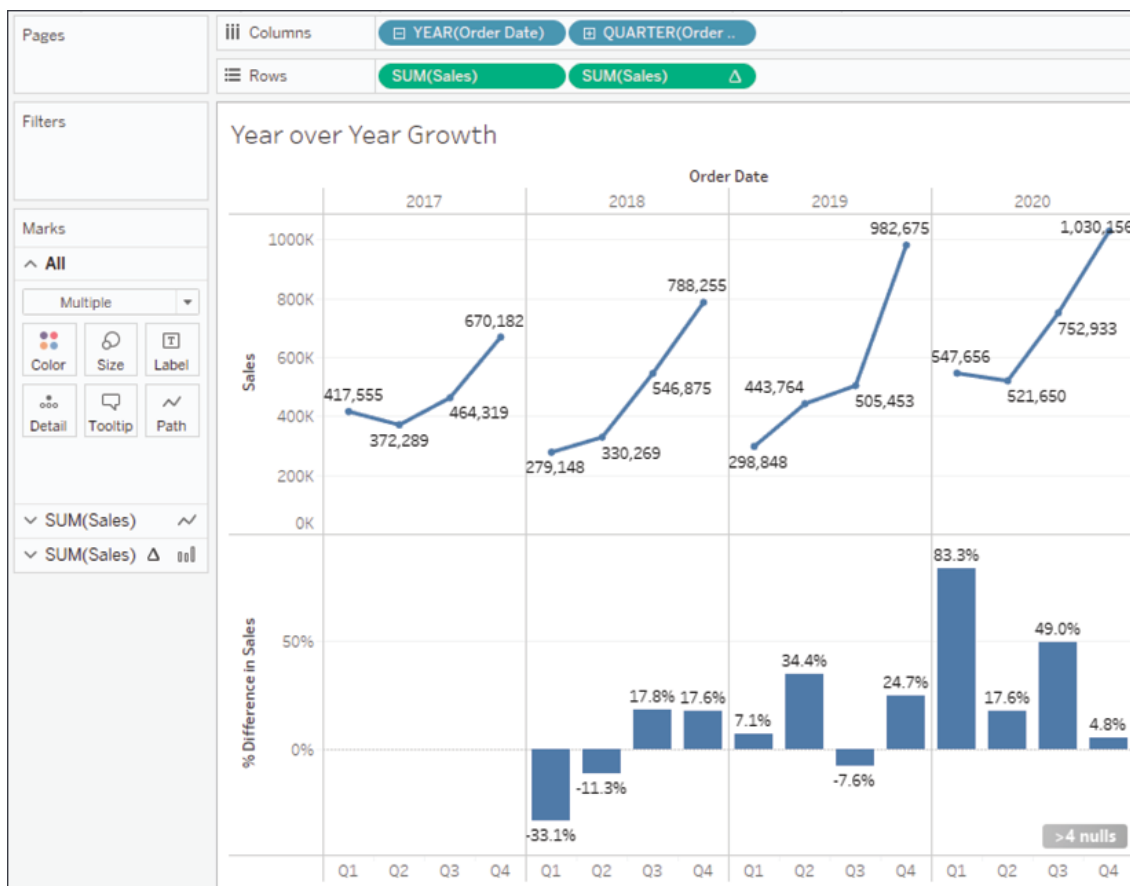 Pages
Columns YEAR(Order Date) QUARTER(Order ..
Rows SUM(Sales) SUM(Sales) Δ
Filters
Marks
All
Multiple
Color Size Label
Detail Tooltip Path
SUM(Sales)
SUM(Sales) Δ
Year over Year Growth
Order Date
2017 2018 2019 2020
Sales
1000K
800K
600K
400K
200K
0K
417,555
372,289
464,319
670,182
279,148
330,269
546,875
788,255
298,848
443,764
505,453
982,675
547,656
521,650
752,933
1,030,156
% Difference in Sales
50%
0%
-33.1%
-11.3%
17.8%
17.6%
7.1%
34.4%
-7.6%
24.7%
83.3%
17.6%
49.0%
4.8%
>4 nulls
Q1 Q2 Q3 Q4 Q1 Q2 Q3 Q4 Q1 Q2 Q3 Q4 Q1 Q2 Q3 Q4